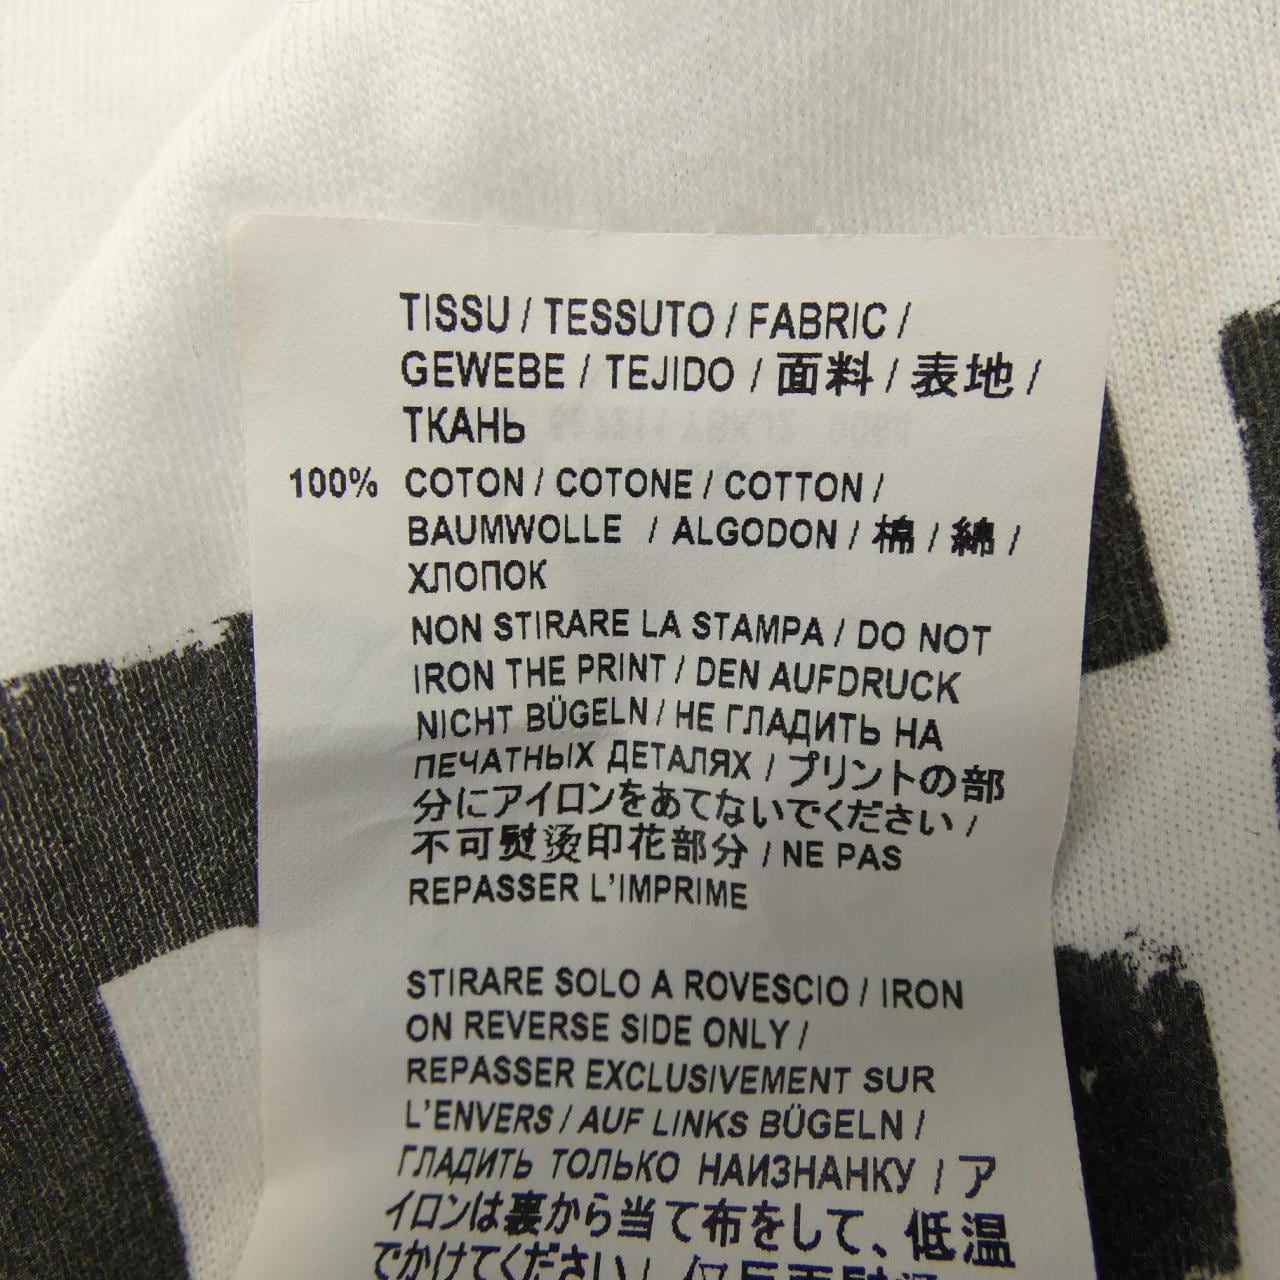 TISSU / TESSUTO / FABRIC /
GEWEBE / TEJIDO / 面料 / 表地 /
ТКАНЬ
100% COTON / COTONE / COTTON /
BAUMWOLLE / ALGODON / 棉 / 綿 /
ХЛОПОК
NON STIRARE LA STAMPA / DO NOT
IRON THE PRINT / DEN AUFDRUCK
NICHT BÜGELN / НЕ ГЛАДИТЬ НА
ПЕЧАТНЫХ ДЕТАЛЯХ / プリントの部
分にアイロンをあてないでください /
不可熨烫印花部分 / NE PAS
REPASSER L'IMPRIME
STIRARE SOLO A ROVESCIO / IRON
ON REVERSE SIDE ONLY /
REPASSER EXCLUSIVEMENT SUR
L'ENVERS / AUF LINKS BÜGELN /
ГЛАДИТЬ ТОЛЬКО НАИЗНАНКУ / ア
イロンは裏から当て布をして、低温
でかけてください /